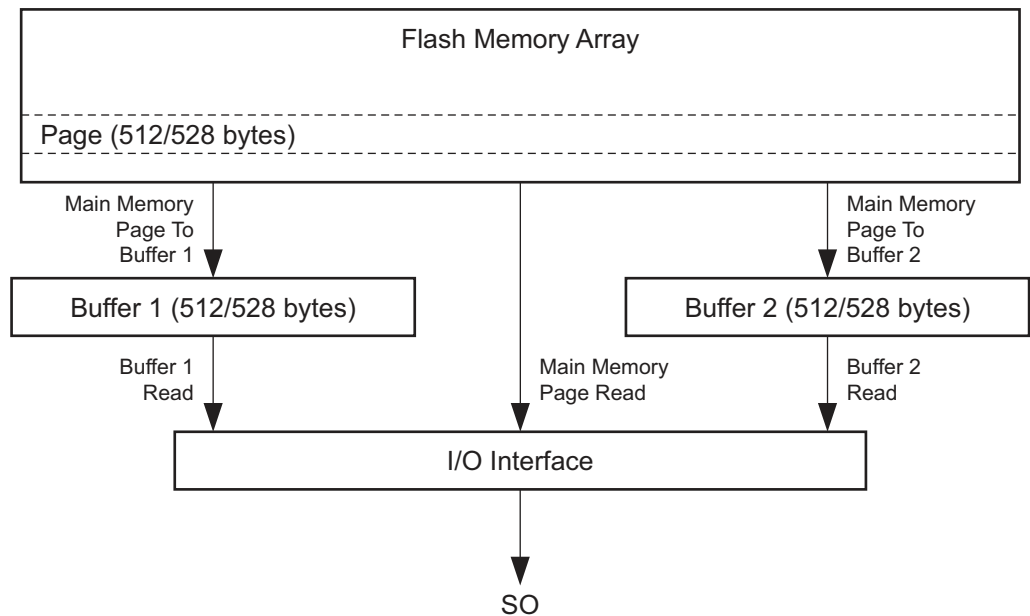 Flash Memory Array
Page (512/528 bytes)
Main Memory
Page To
Buffer 1
Main Memory
Page To
Buffer 2
Buffer 1 (512/528 bytes)
Buffer 2 (512/528 bytes)
Buffer 1
Read
Main Memory
Page Read
Buffer 2
Read
I/O Interface
SO